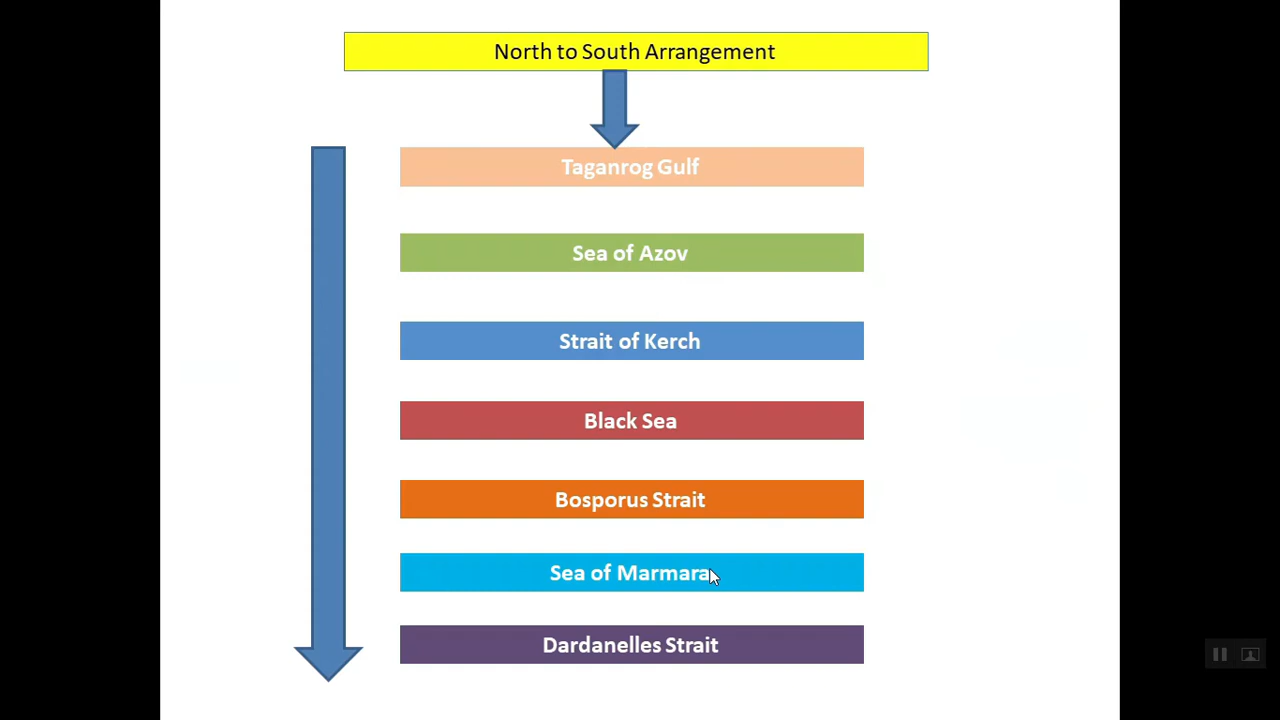 North to South Arrangement
Taganrog Gulf
Sea of Azov
Strait of Kerch
Black Sea
Bosporus Strait
Sea of Marmara
Dardanelles Strait